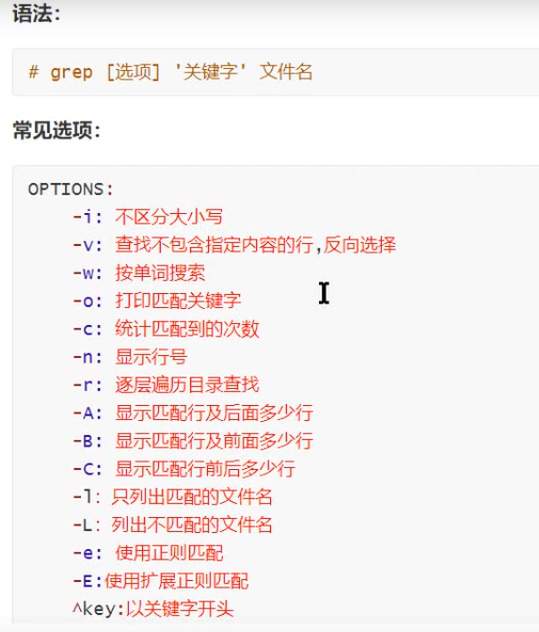 语法：
# grep [选项] '关键字' 文件名
常见选项：
OPTIONS:
-i: 不区分大小写
-v: 查找不包含指定内容的行,反向选择
-w: 按单词搜索
-o: 打印匹配关键字
-c: 统计匹配到的次数
-n: 显示行号
-r: 逐层遍历目录查找
-A: 显示匹配行及后面多少行
-B: 显示匹配行及前面多少行
-C: 显示匹配行前后多少行
-l：只列出匹配的文件名
-L：列出不匹配的文件名
-e: 使用正则匹配
-E:使用扩展正则匹配
^key:以关键字开头